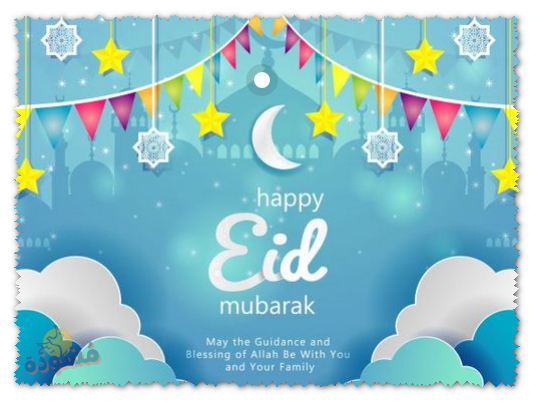 happy
Eid
mubarak
May the Guidance and
Blessing of Allah Be With You
and Your Family